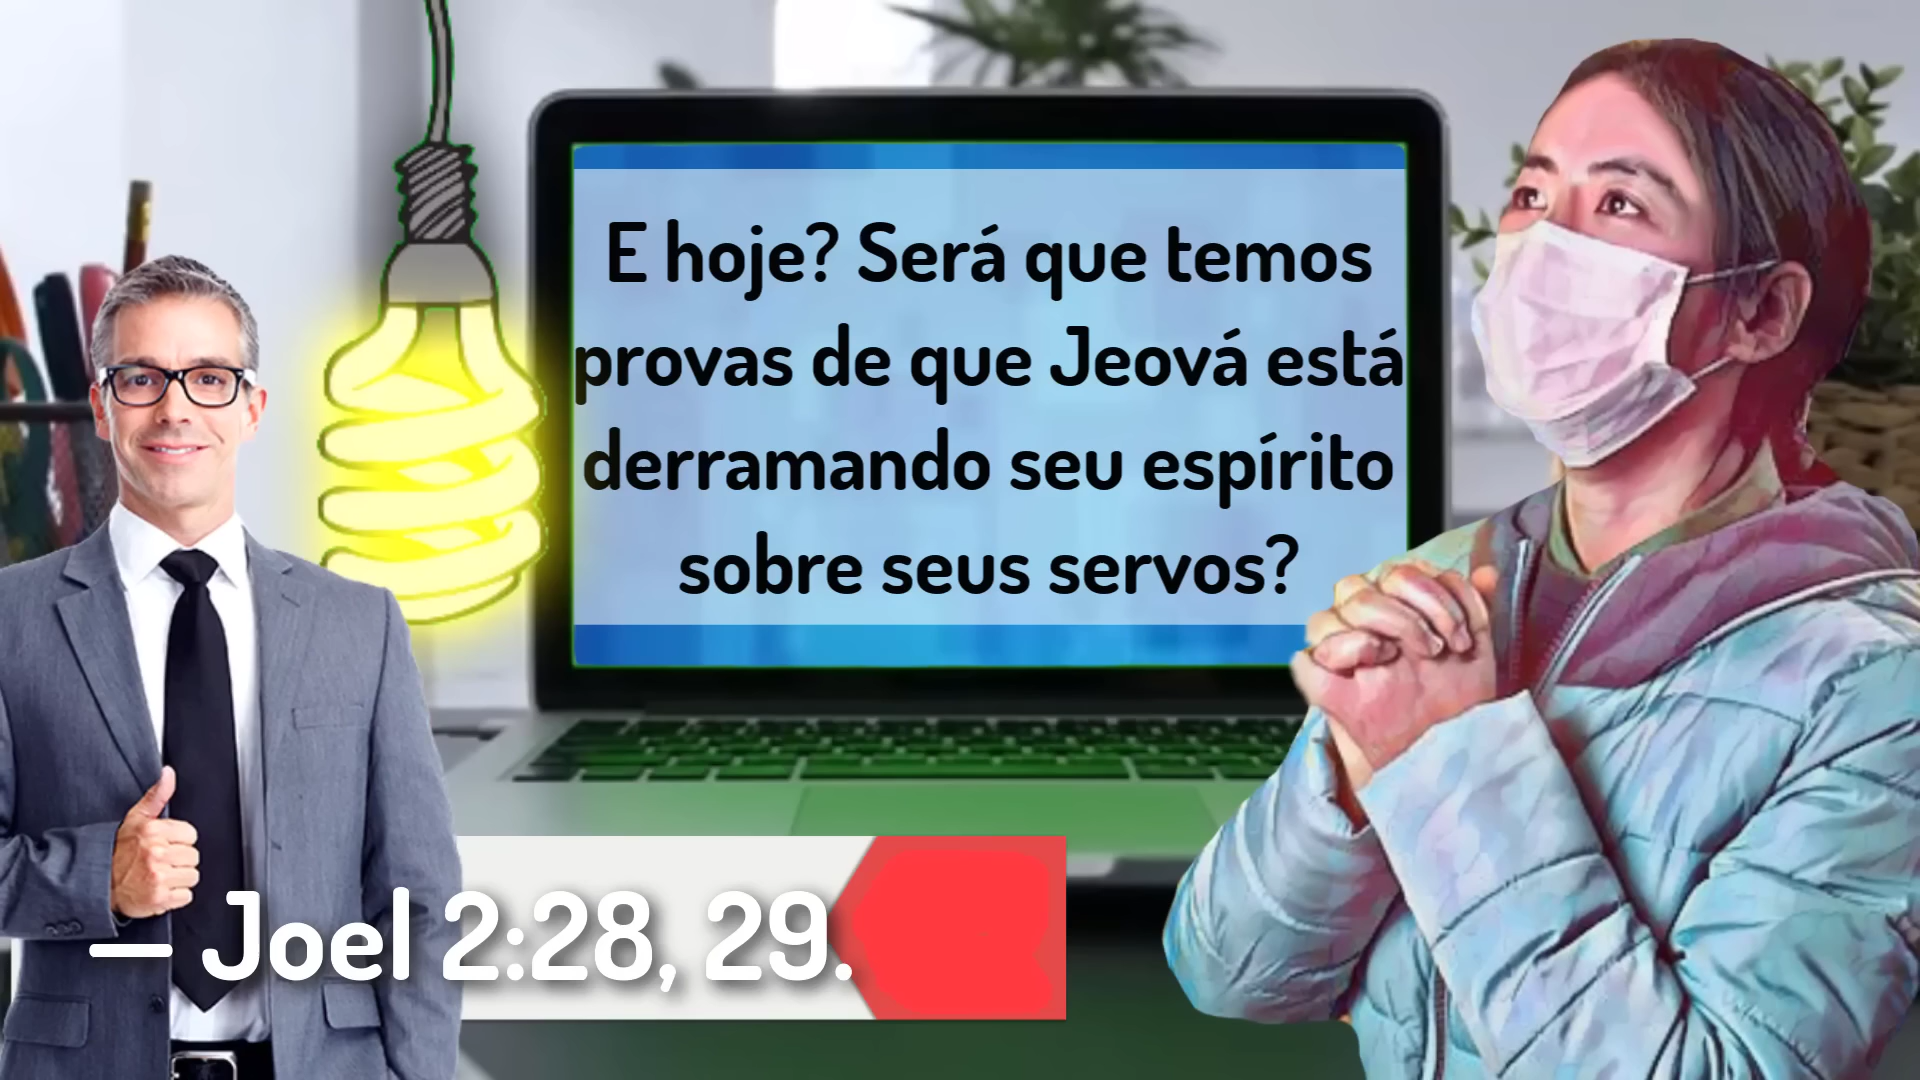 E hoje? Será que temos
provas de que Jeová está
derramando seu espírito
sobre seus servos?
— Joel 2:28, 29.